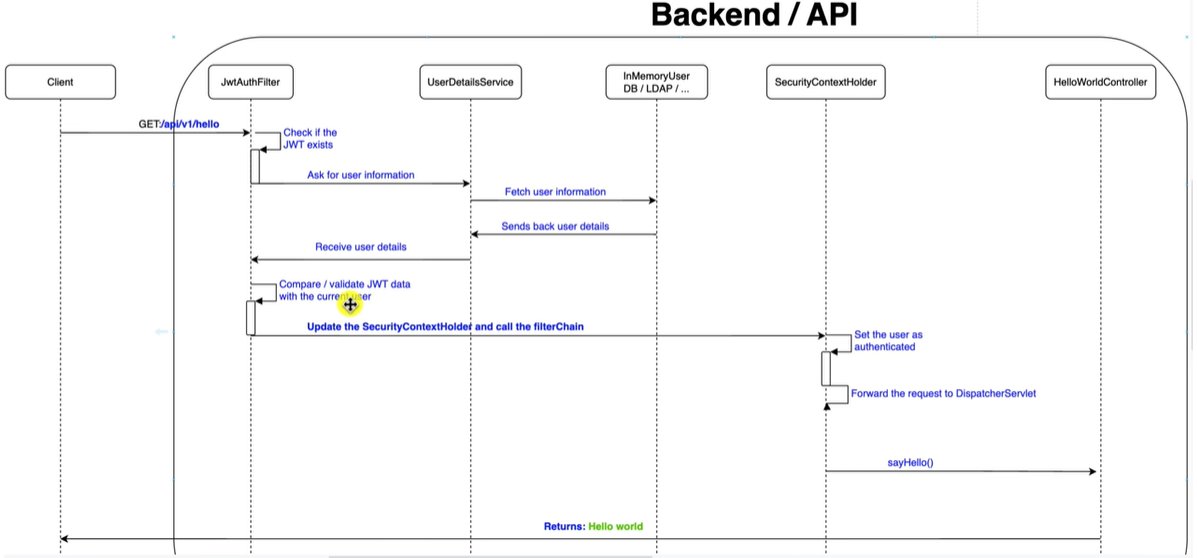 Backend / API
Client
JwtAuthFilter
UserDetailsService
InMemoryUser
DB / LDAP / ...
SecurityContextHolder
HelloWorldController
GET:/api/v1/hello
Check if the
JWT exists
Ask for user information
Fetch user information
Sends back user details
Receive user details
Compare / validate JWT data
with the current user
Update the SecurityContextHolder and call the filterChain
Set the user as
authenticated
Forward the request to DispatcherServlet
sayHello()
Returns: Hello world